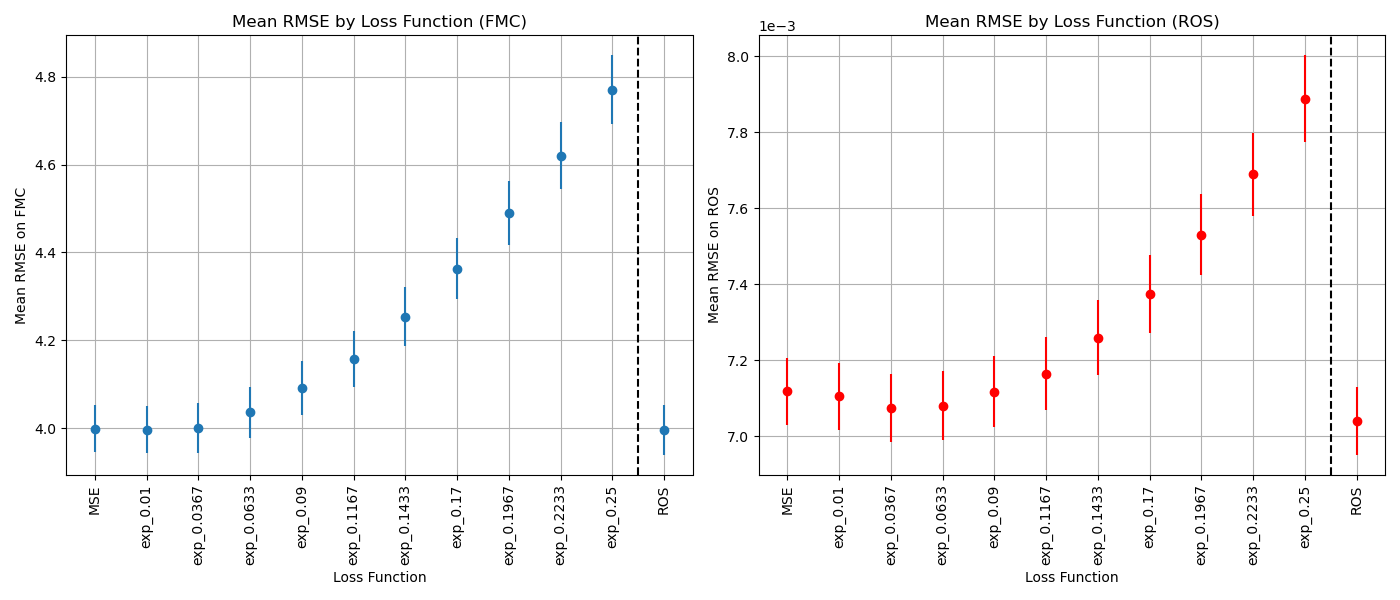 Mean RMSE by Loss Function (FMC)
Mean RMSE on FMC
4.8
4.6
4.4
4.2
4.0
MSE
exp_0.01
exp_0.0367
exp_0.0633
exp_0.09
exp_0.1167
exp_0.1433
exp_0.17
exp_0.1967
exp_0.2233
exp_0.25
ROS
Loss Function
Mean RMSE by Loss Function (ROS)
1e−3
Mean RMSE on ROS
8.0
7.8
7.6
7.4
7.2
7.0
MSE
exp_0.01
exp_0.0367
exp_0.0633
exp_0.09
exp_0.1167
exp_0.1433
exp_0.17
exp_0.1967
exp_0.2233
exp_0.25
ROS
Loss Function